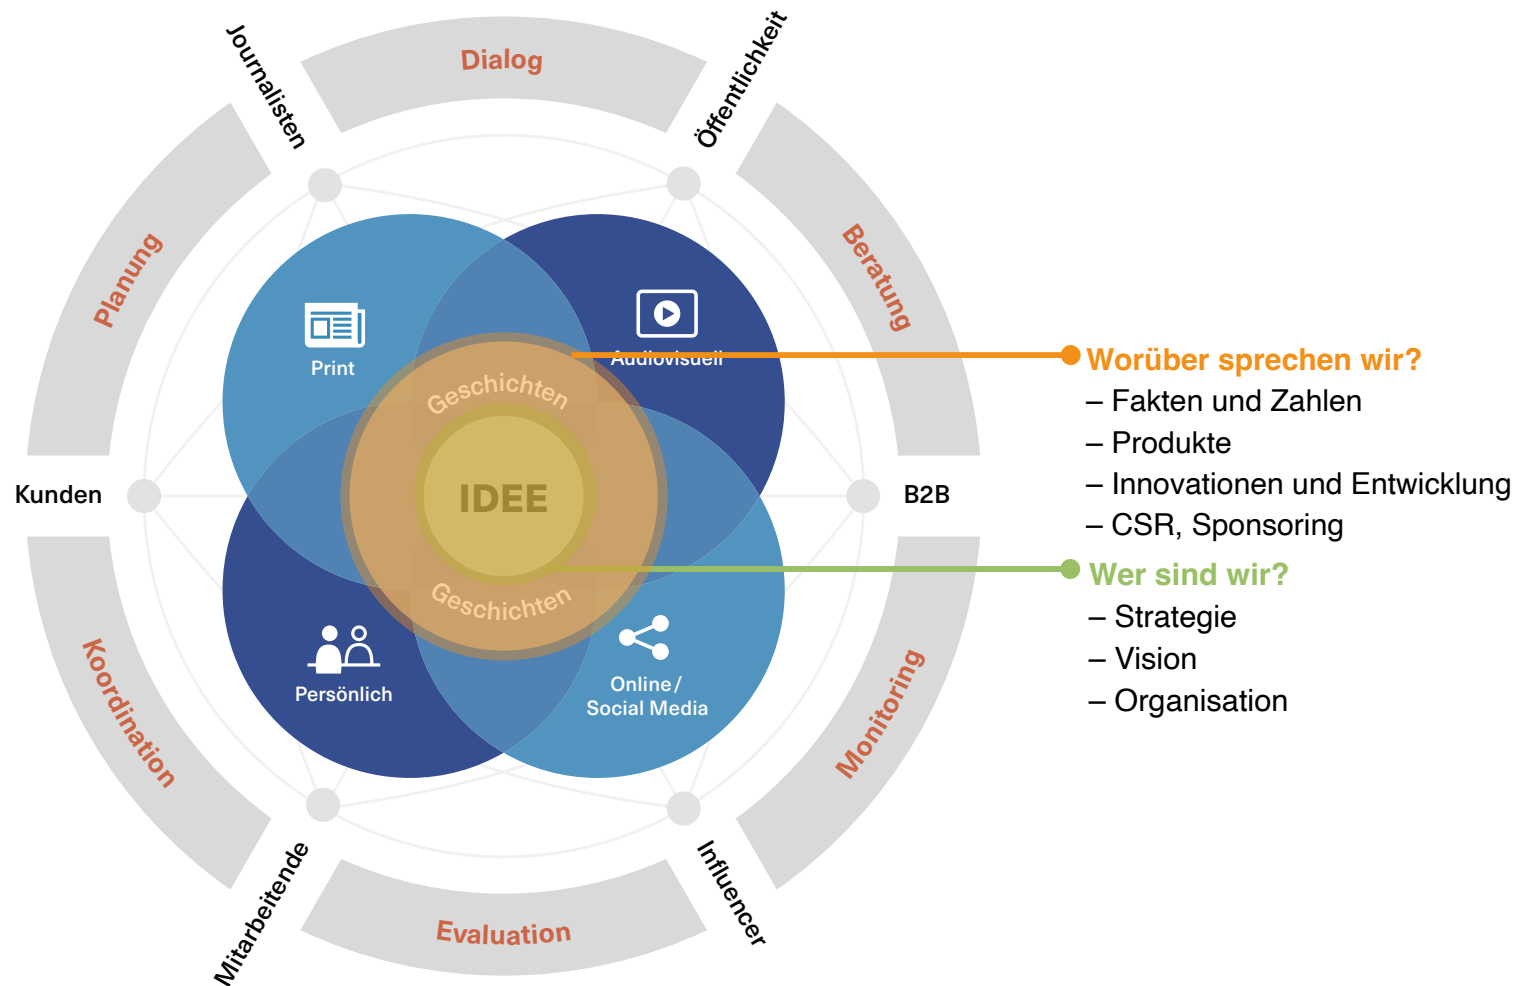 Journalisten
Dialog
Öffentlichkeit
Planung
Beratung
Print
Audiovisuell
Geschichten
IDEE
Geschichten
Kunden
B2B
Persönlich
Online/
Social Media
Koordination
Monitoring
Mitarbeitende
Evaluation
Influencer
Worüber sprechen wir?
– Fakten und Zahlen
– Produkte
– Innovationen und Entwicklung
– CSR, Sponsoring
Wer sind wir?
– Strategie
– Vision
– Organisation